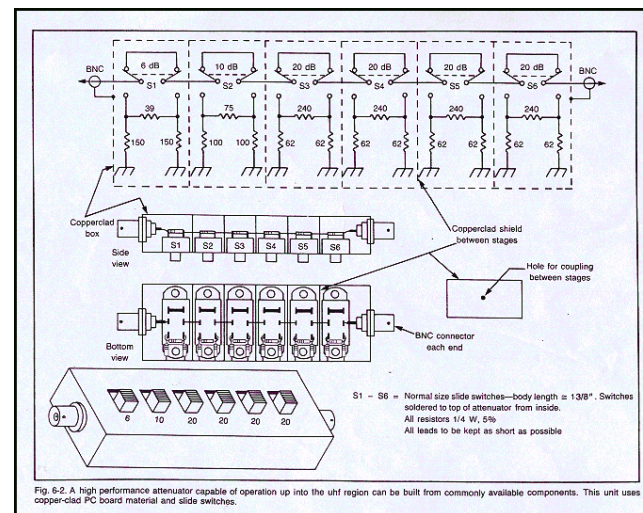 6 dB 10 dB 20 dB 20 dB 20 dB 20 dB
BNC S1 S2 S3 S4 S5 S6 BNC
39 75 240 240 240 240
150 150 100 100 62 62 62 62 62 62 62 62
Copperclad
box
Side
view
S1 S2 S3 S4 S5 S6
Copperclad shield
between stages
Hole for coupling
between stages
Bottom
view
BNC connector
each end
6 10 20 20 20 20
S1 - S6 = Normal size slide switches—body length ≅ 13/8". Switches
soldered to top of attenuator from inside.
All resistors 1/4 W, 5%
All leads to be kept as short as possible
Fig. 6-2. A high performance attenuator capable of operation up into the uhf region can be built from commonly available components. This unit uses
copper-clad PC board material and slide switches.